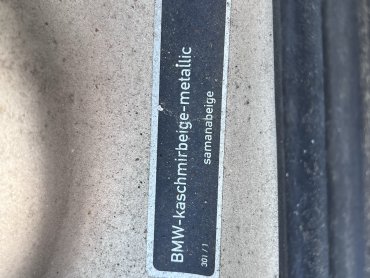 BMW-kaschmirbeige-metallic
samanabeige
301 / 1